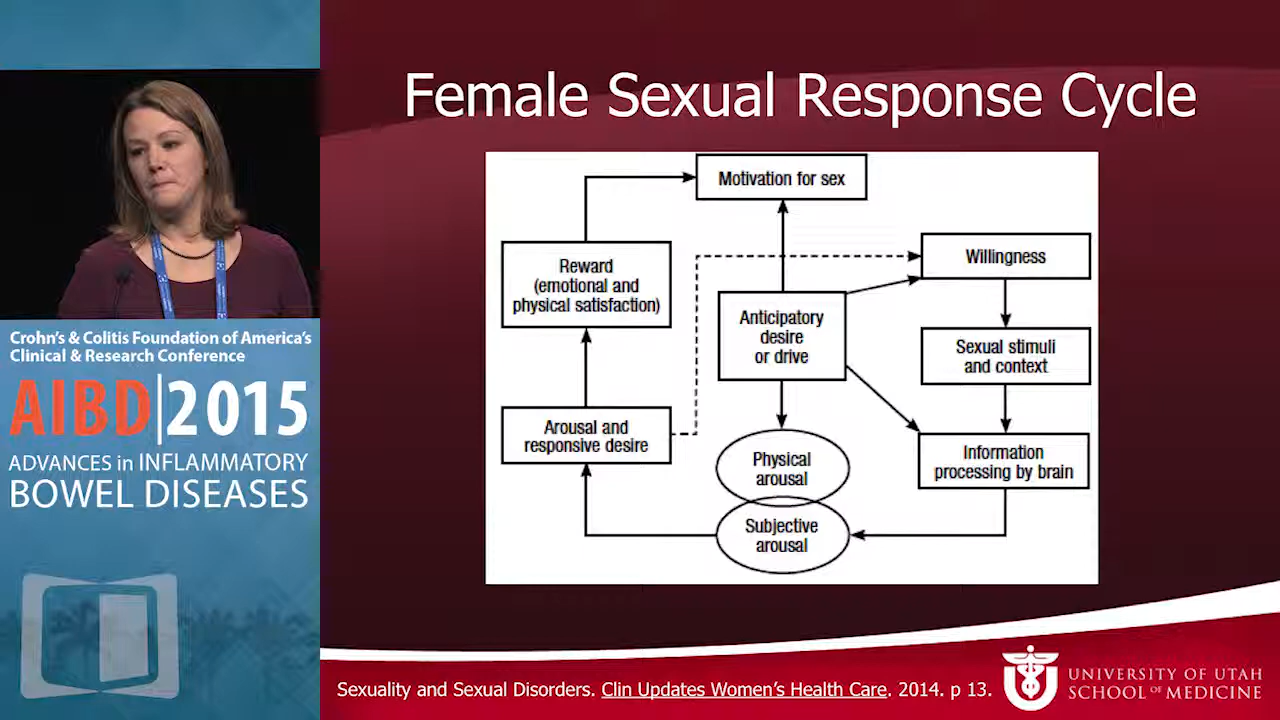 Female Sexual Response Cycle
Motivation for sex
Reward
(emotional and
physical satisfaction)
Willingness
Anticipatory
desire
or drive
Sexual stimuli
and context
Arousal and
responsive desire
Physical
arousal
Information
processing by brain
Subjective
arousal
Crohn's & Colitis Foundation of America's
Clinical & Research Conference
AIBD|2015
ADVANCES in INFLAMMATORY
BOWEL DISEASES
Sexuality and Sexual Disorders. Clin Updates Women's Health Care. 2014. p 13.
U
UNIVERSITY OF UTAH
SCHOOL OF MEDICINE